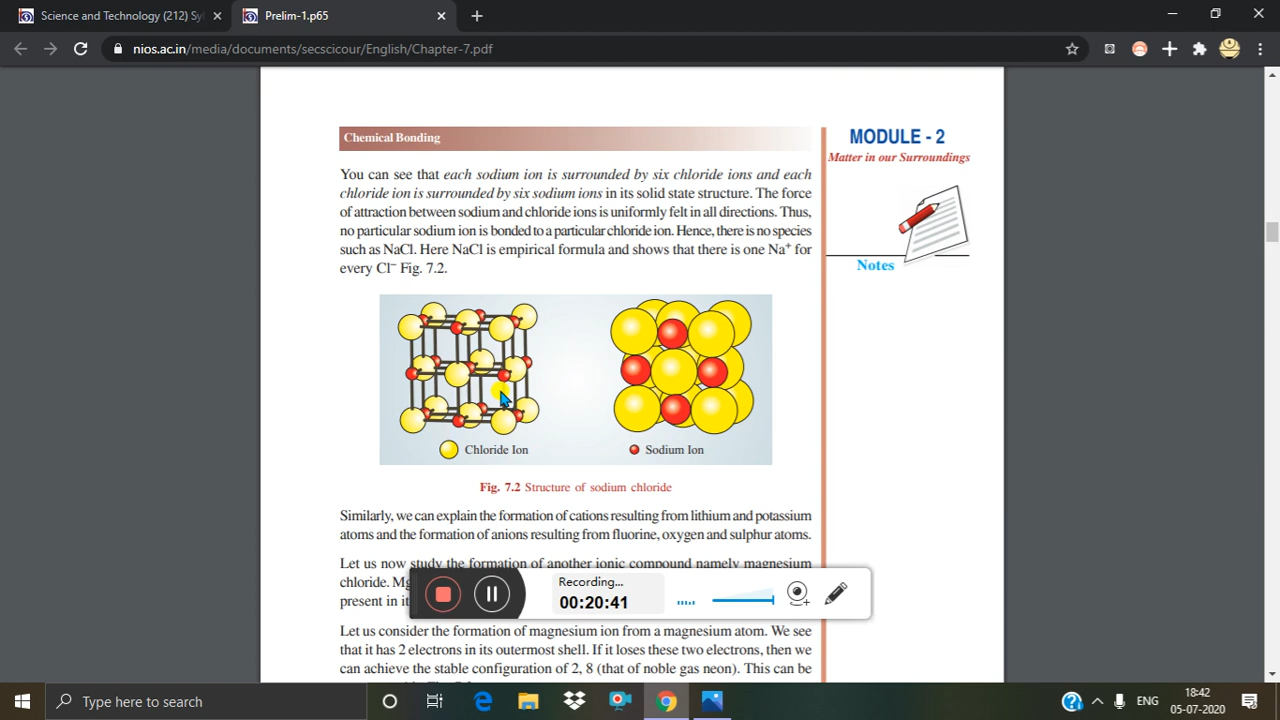 Science and Technology (212) Syl
Prelim-1.p65
nios.ac.in/media/documents/secscicour/English/Chapter-7.pdf
Chemical Bonding
MODULE - 2
Matter in our Surroundings
Notes
You can see that each sodium ion is surrounded by six chloride ions and each
chloride ion is surrounded by six sodium ions in its solid state structure. The force
of attraction between sodium and chloride ions is uniformly felt in all directions. Thus,
no particular sodium ion is bonded to a particular chloride ion. Hence, there is no species
such as NaCl. Here NaCl is empirical formula and shows that there is one Na⁺ for
every Cl⁻ Fig. 7.2.
Chloride Ion
Sodium Ion
Fig. 7.2 Structure of sodium chloride
Similarly, we can explain the formation of cations resulting from lithium and potassium
atoms and the formation of anions resulting from fluorine, oxygen and sulphur atoms.
Let us now study the formation of another ionic compound namely magnesium
chloride. Mg
present in it
Recording...
00:20:41
Let us consider the formation of magnesium ion from a magnesium atom. We see
that it has 2 electrons in its outermost shell. If it loses these two electrons, then we
can achieve the stable configuration of 2, 8 (that of noble gas neon). This can be
Type here to search
ENG
18:42
05-07-2020